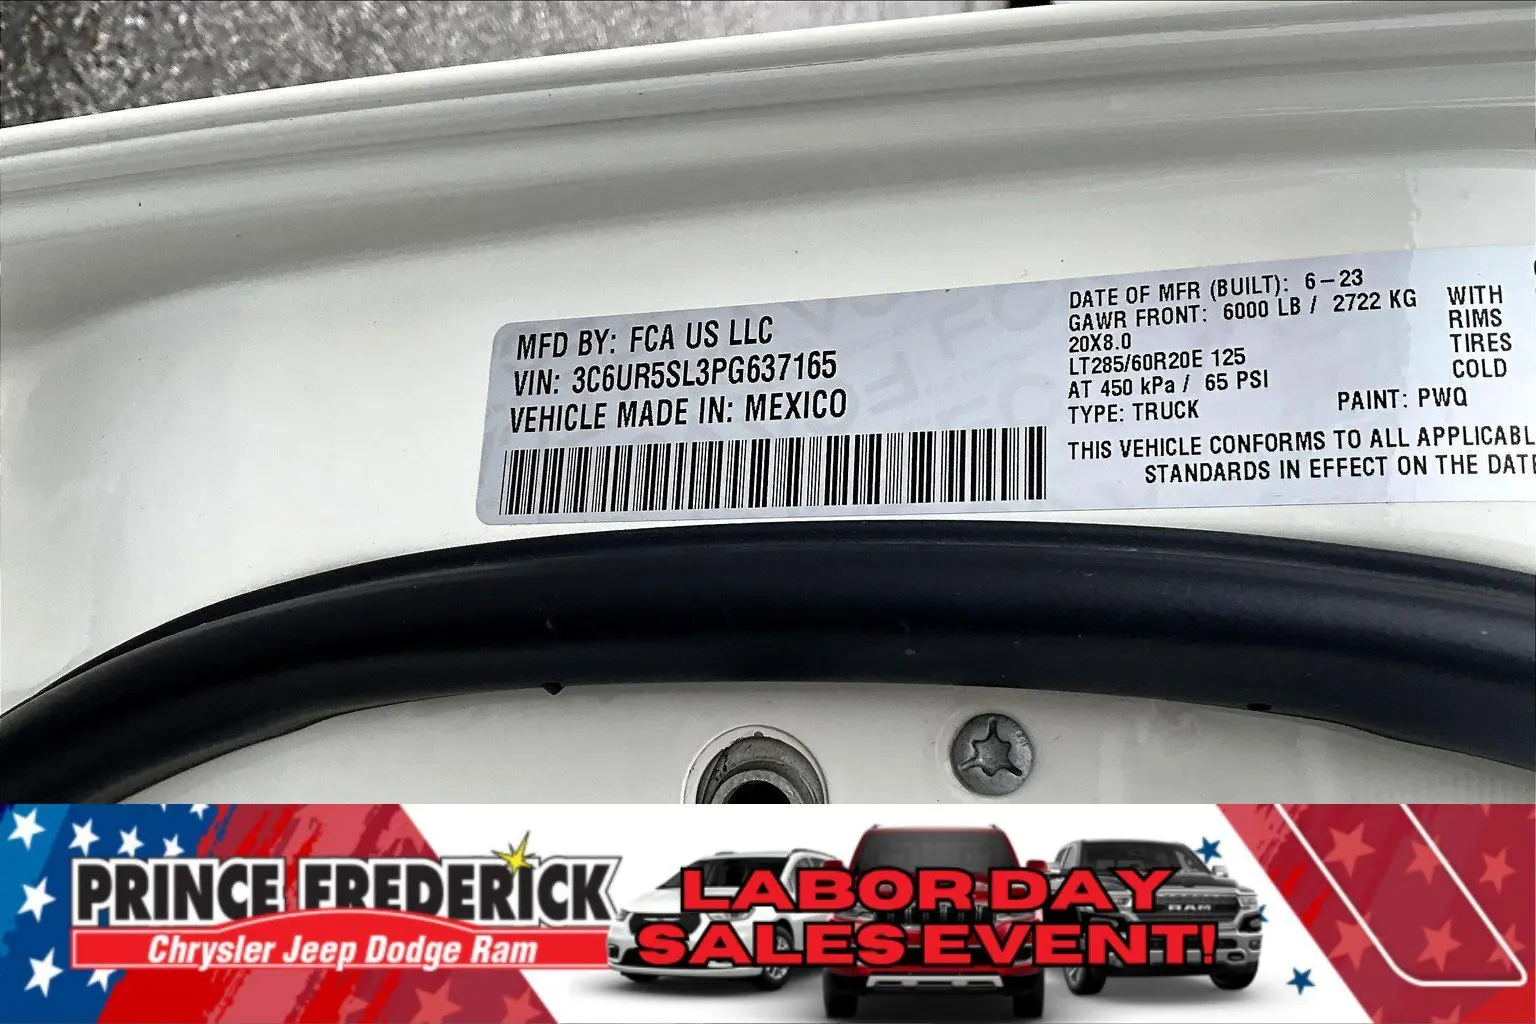 MFD BY: FCA US LLC
VIN: 3C6UR5SL3PG637165
VEHICLE MADE IN: MEXICO
DATE OF MFR (BUILT): 6-23
GAWR FRONT: 6000 LB / 2722 KG WITH
20X8.0 RIMS
LT285/60R20E 125 TIRES
AT 450 kPa / 65 PSI COLD
TYPE: TRUCK PAINT: PWQ
THIS VEHICLE CONFORMS TO ALL APPLICABL
STANDARDS IN EFFECT ON THE DATE
PRINCE FREDERICK
Chrysler Jeep Dodge Ram
LABOR DAY
SALES EVENT!
RAM